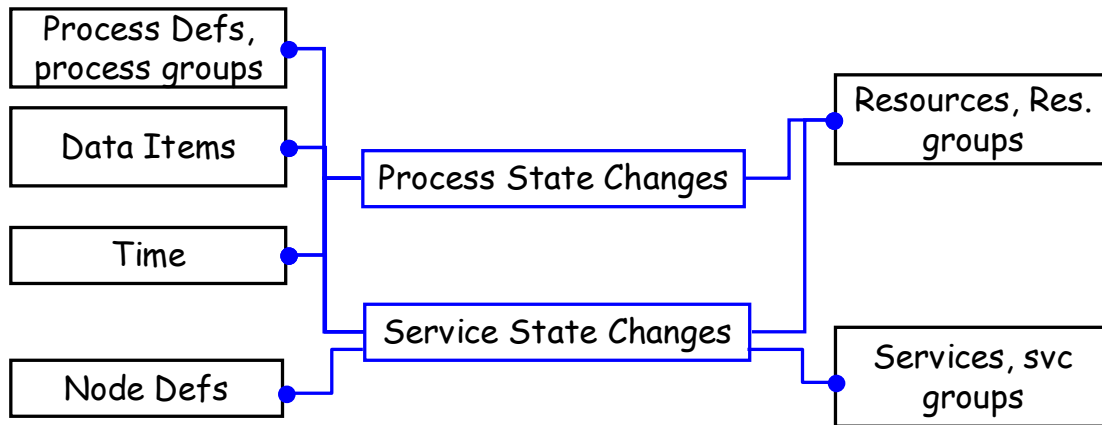 Process Defs,
process groups
Data Items
Time
Node Defs
Process State Changes
Service State Changes
Resources, Res.
groups
Services, svc
groups